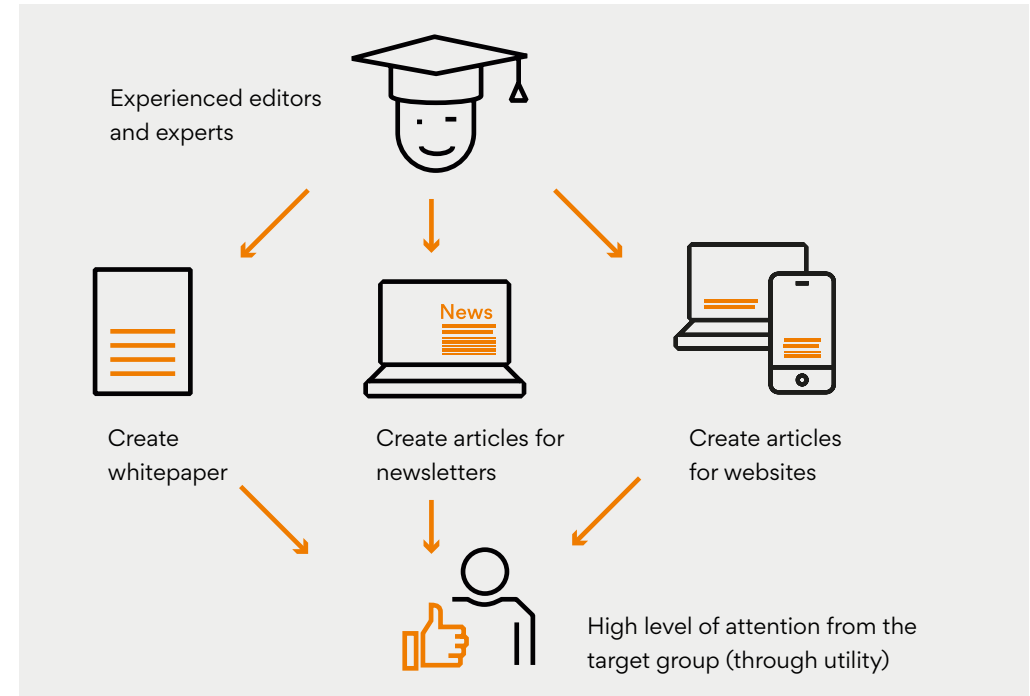 Experienced editors
and experts
News
Create
whitepaper
Create articles for
newsletters
Create articles
for websites
High level of attention from the
target group (through utility)